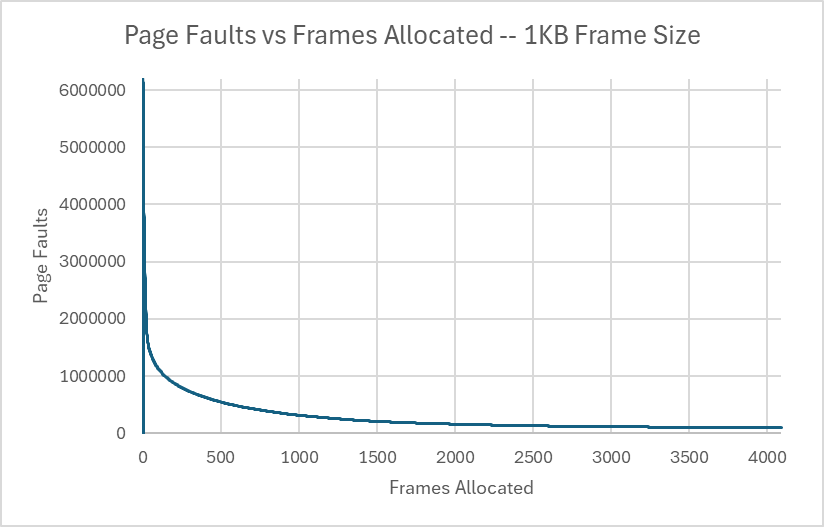 Page Faults vs Frames Allocated -- 1KB Frame Size
6000000
5000000
4000000
3000000
2000000
1000000
0
Page Faults
0 500 1000 1500 2000 2500 3000 3500 4000
Frames Allocated